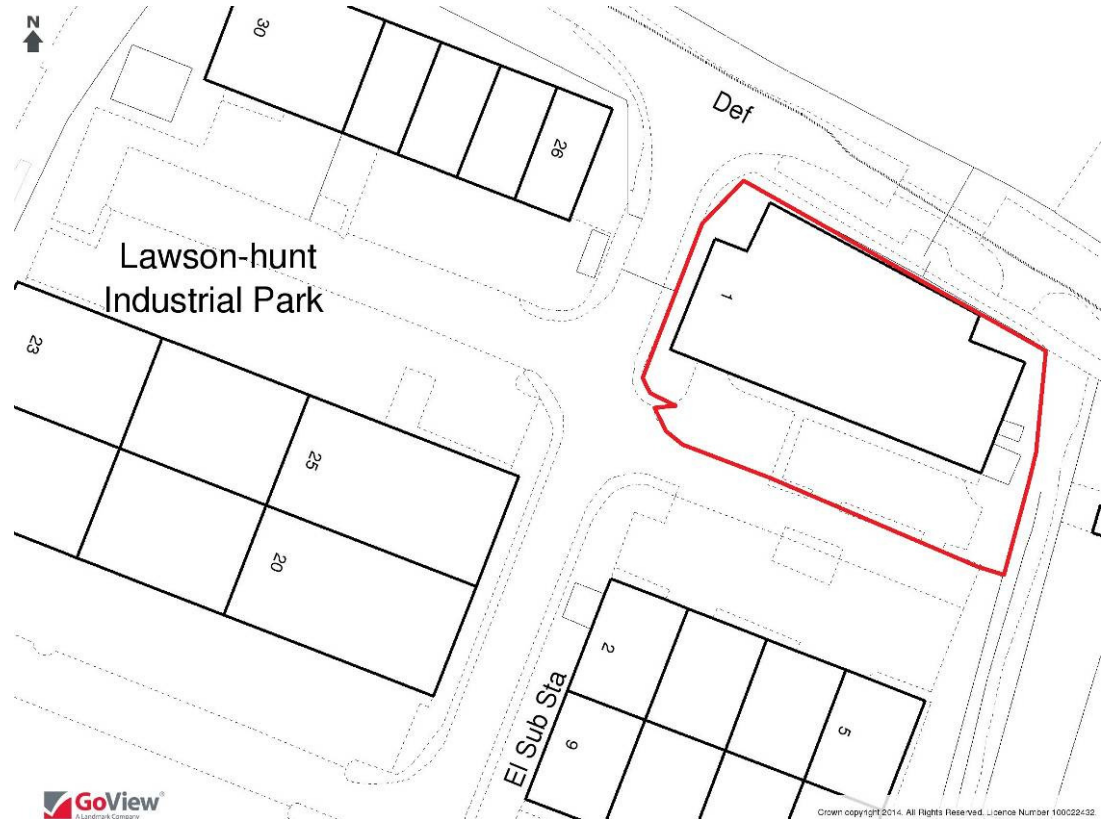 N
30
26
Def
Lawson-hunt
Industrial Park
1
23
25
20
2
El Sub Sta
5
9
GoView®
A Landmark Company
Crown copyright 2014. All Rights Reserved. Licence Number 100022432